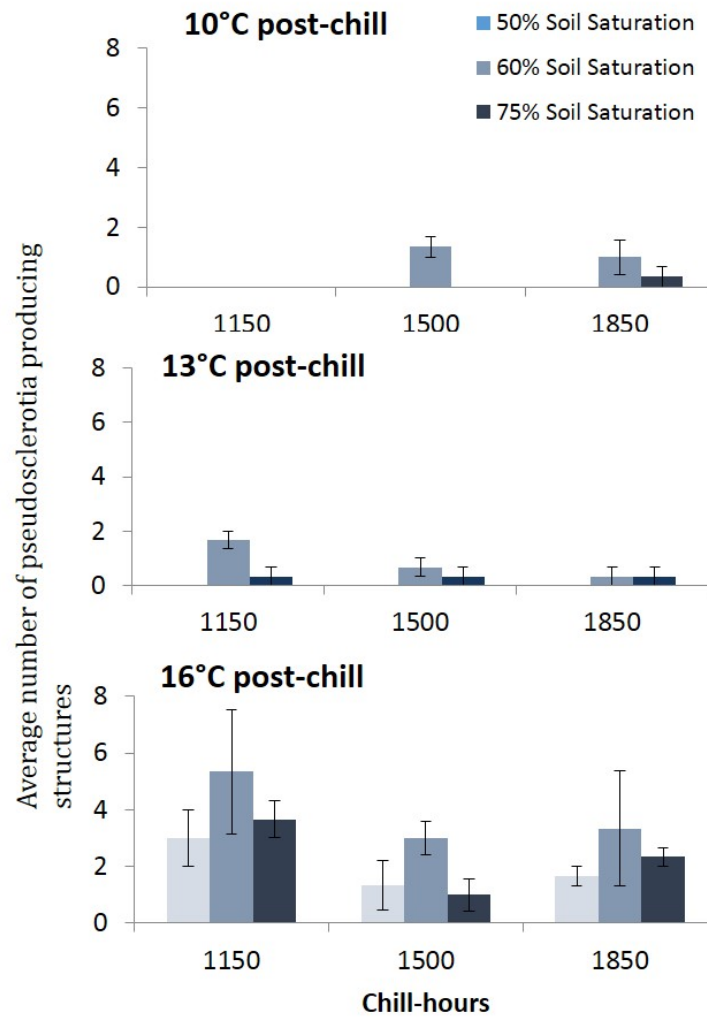 10°C post-chill
50% Soil Saturation
60% Soil Saturation
75% Soil Saturation
8
6
4
2
0
1150 1500 1850
13°C post-chill
8
6
4
2
0
1150 1500 1850
16°C post-chill
8
6
4
2
0
1150 1500 1850
Chill-hours
Average number of pseudosclerotia producing
structures